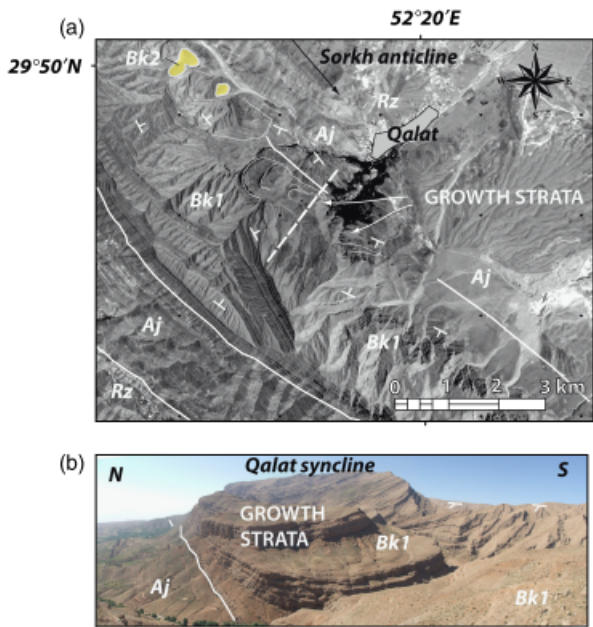 52°20'E
(a)
29°50'N
Bk2
Sorkh anticline
N
W
E
S
Rz
Aj
Qalat
Bk1
GROWTH STRATA
Aj
Aj
Bk1
Rz
0 1 2 3 km
(b)
N
Qalat syncline
S
GROWTH
STRATA
Bk1
Aj
Bk1